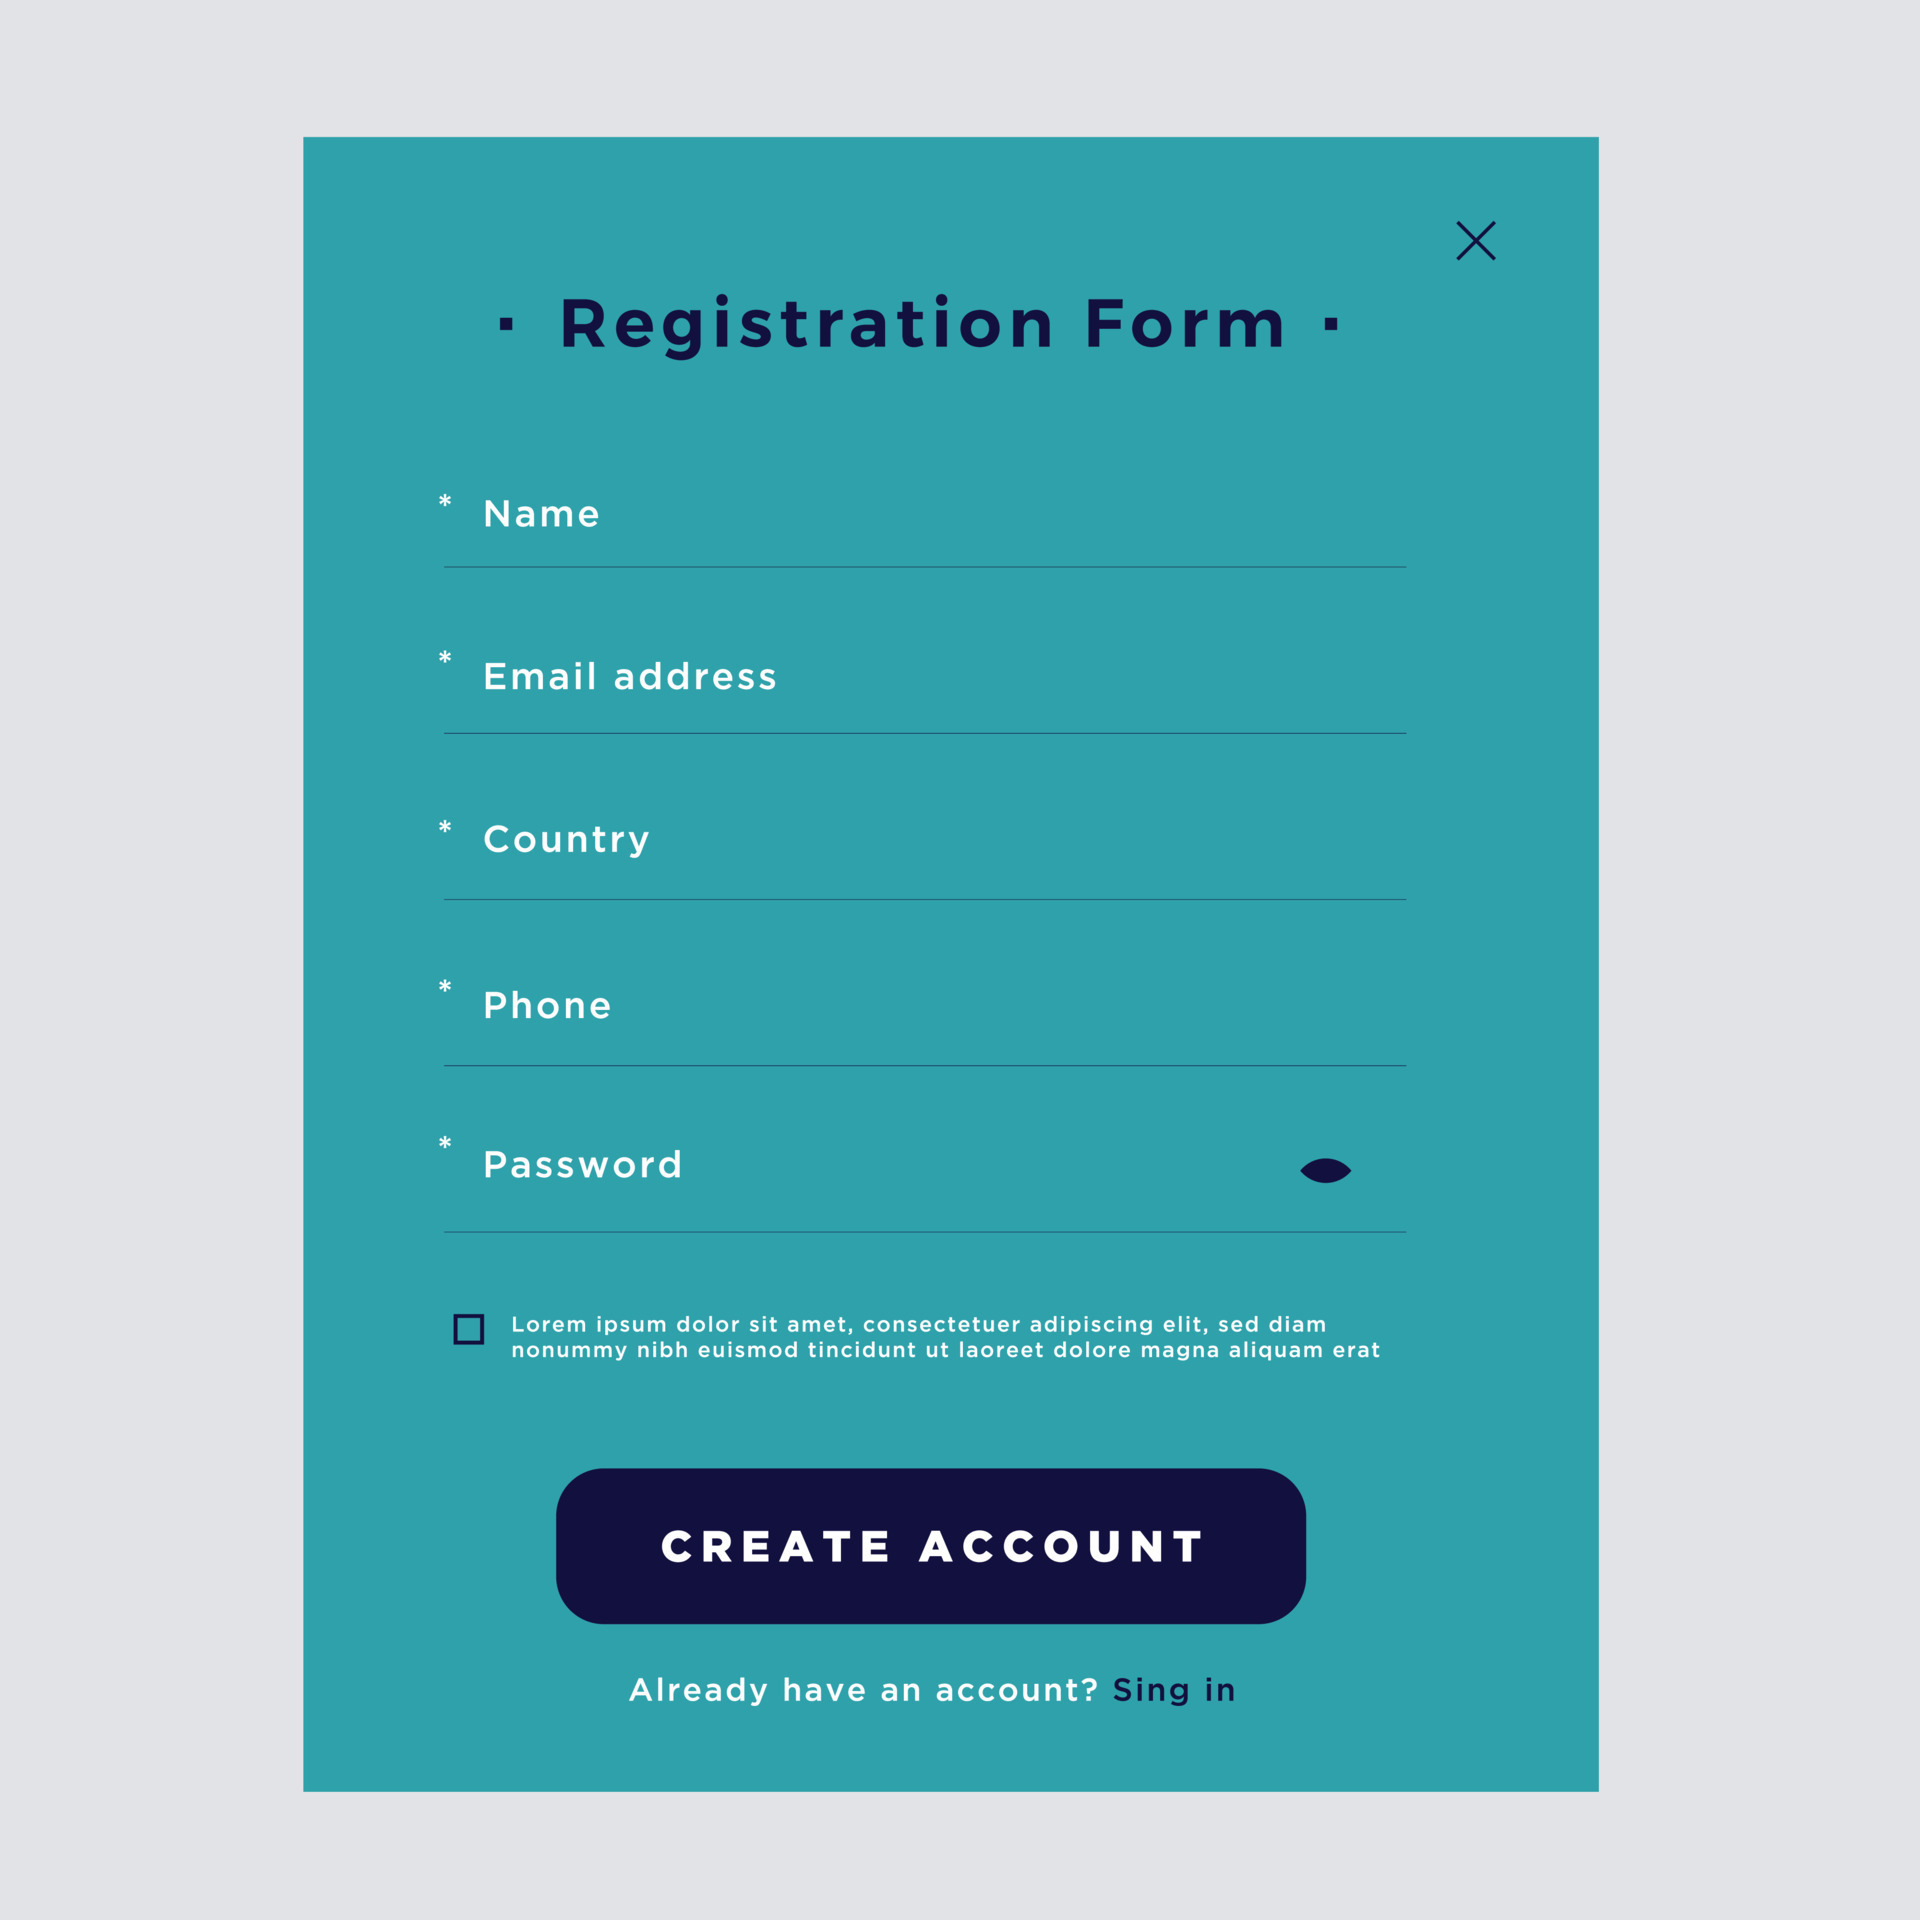 · Registration Form ·
* Name
* Email address
* Country
* Phone
* Password
Lorem ipsum dolor sit amet, consectetuer adipiscing elit, sed diam
nonummy nibh euismod tincidunt ut laoreet dolore magna aliquam erat
CREATE ACCOUNT
Already have an account? Sing in